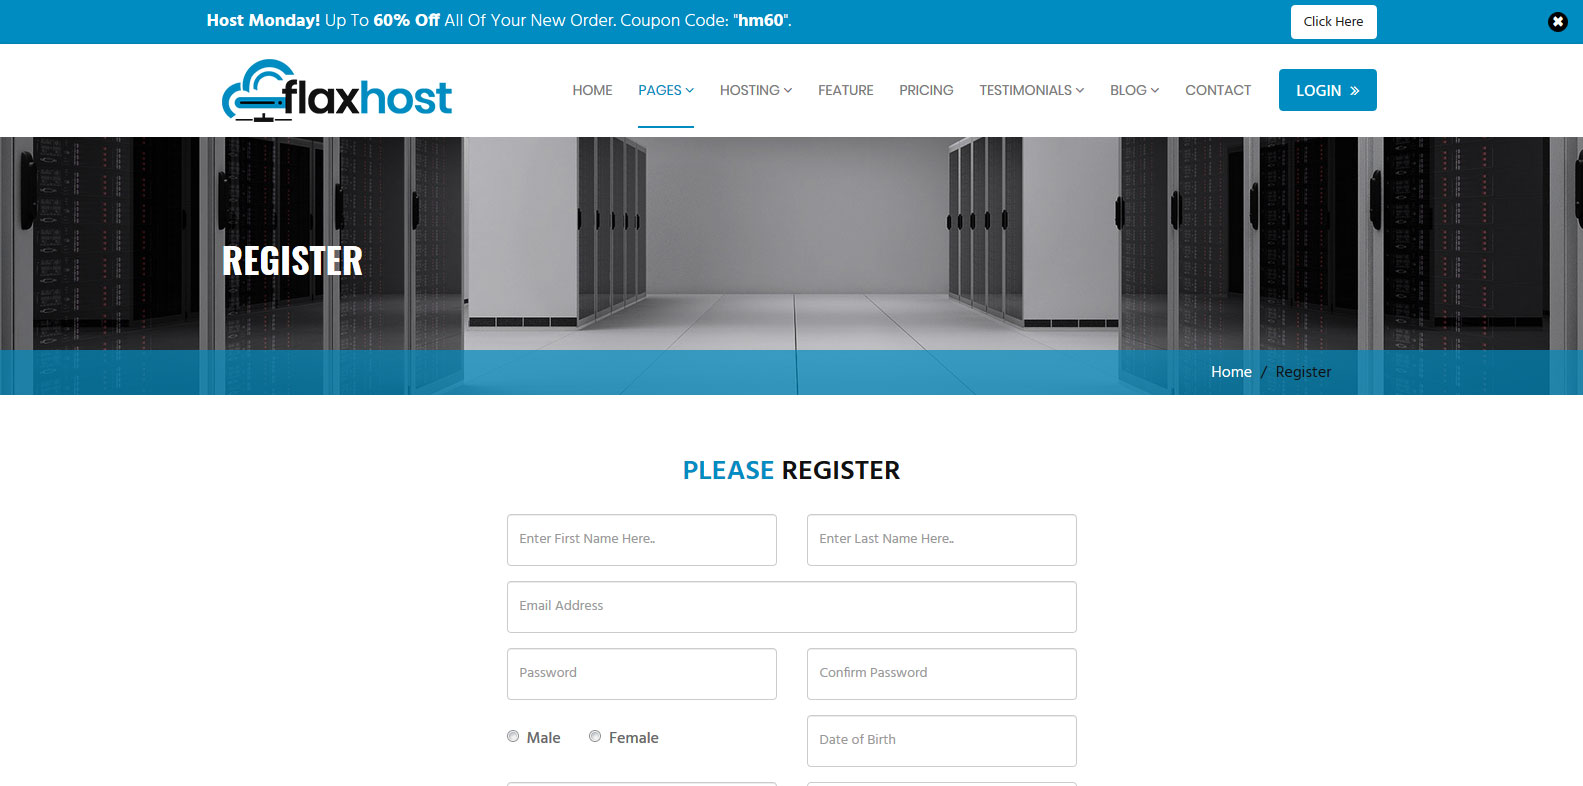 Host Monday! Up To 60% Off All Of Your New Order. Coupon Code: "hm60".
Click Here
flaxhost
HOME PAGES HOSTING FEATURE PRICING TESTIMONIALS BLOG CONTACT LOGIN »
REGISTER
Home / Register
PLEASE REGISTER
Enter First Name Here.. Enter Last Name Here..
Email Address
Password Confirm Password
Male Female Date of Birth